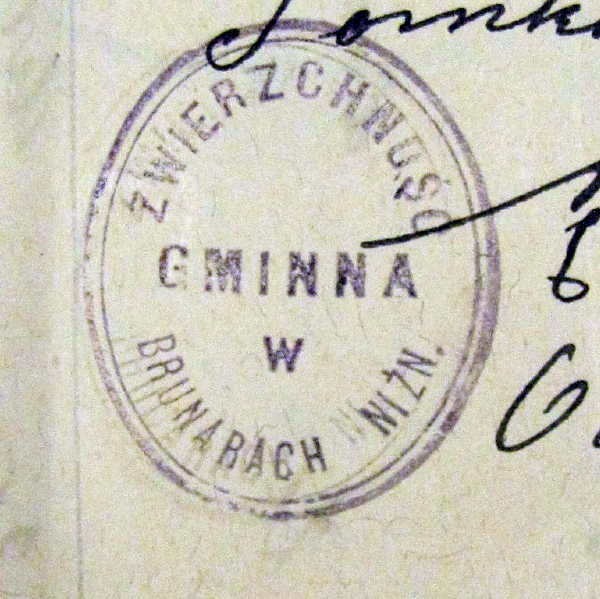 ZWIERZCHNOŚĆ
GMINNA
W
BRUNARACH NIŻN.